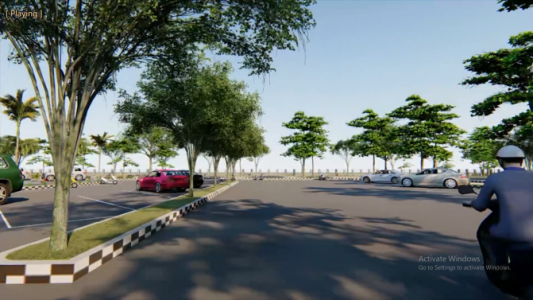 [ Playing ]
Activate Windows
Go to Settings to activate Windows.